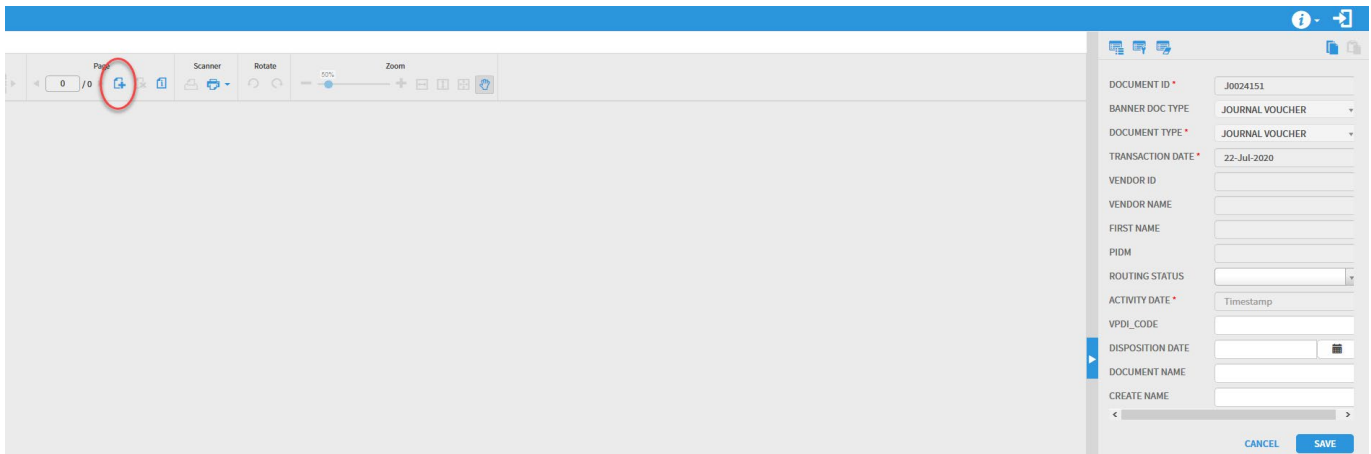 Page Scanner Rotate Zoom
0 /0 50%
DOCUMENT ID * J0024151
BANNER DOC TYPE JOURNAL VOUCHER
DOCUMENT TYPE * JOURNAL VOUCHER
TRANSACTION DATE * 22-Jul-2020
VENDOR ID
VENDOR NAME
FIRST NAME
PIDM
ROUTING STATUS
ACTIVITY DATE * Timestamp
VPDI_CODE
DISPOSITION DATE
DOCUMENT NAME
CREATE NAME
CANCEL SAVE